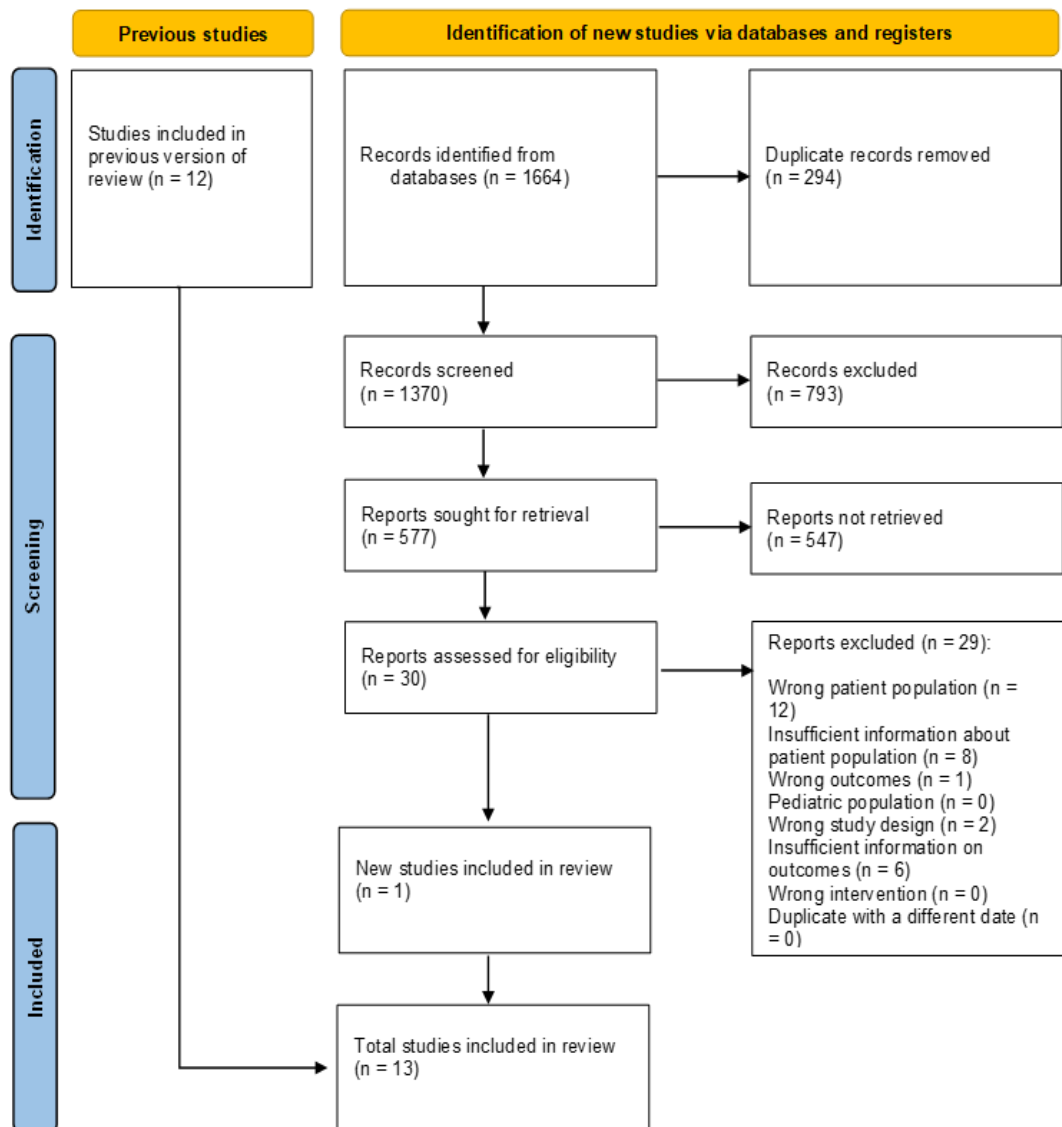 Previous studies
Identification of new studies via databases and registers
Identification
Studies included in
previous version of
review (n = 12)
Records identified from
databases (n = 1664)
Duplicate records removed
(n = 294)
Screening
Records screened
(n = 1370)
Records excluded
(n = 793)
Reports sought for retrieval
(n = 577)
Reports not retrieved
(n = 547)
Reports assessed for eligibility
(n = 30)
Reports excluded (n = 29):
Wrong patient population (n =
12)
Insufficient information about
patient population (n = 8)
Wrong outcomes (n = 1)
Pediatric population (n = 0)
Wrong study design (n = 2)
Insufficient information on
outcomes (n = 6)
Wrong intervention (n = 0)
Duplicate with a different date (n
= 0)
Included
New studies included in review
(n = 1)
Total studies included in review
(n = 13)